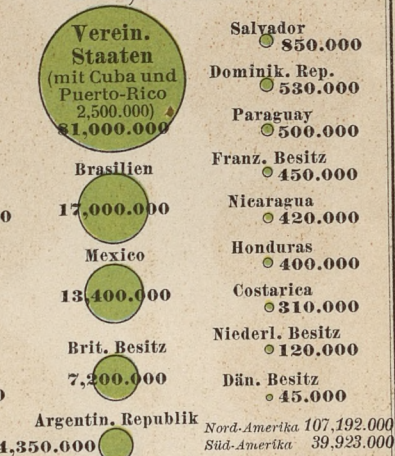 Verein.
Staaten
(mit Cuba und
Puerto-Rico
2,500.000)
81,000.000
Brasilien
17,000.000
Mexico
13,400.000
Brit. Besitz
7,200.000
Argentin. Republik
4,350.000
Salvador
850.000
Dominik. Rep.
530.000
Paraguay
500.000
Franz. Besitz
450.000
Nicaragua
420.000
Honduras
400.000
Costarica
310.000
Niederl. Besitz
120.000
Dän. Besitz
45.000
Nord-Amerika 107,192.000
Süd-Amerika 39,923.000